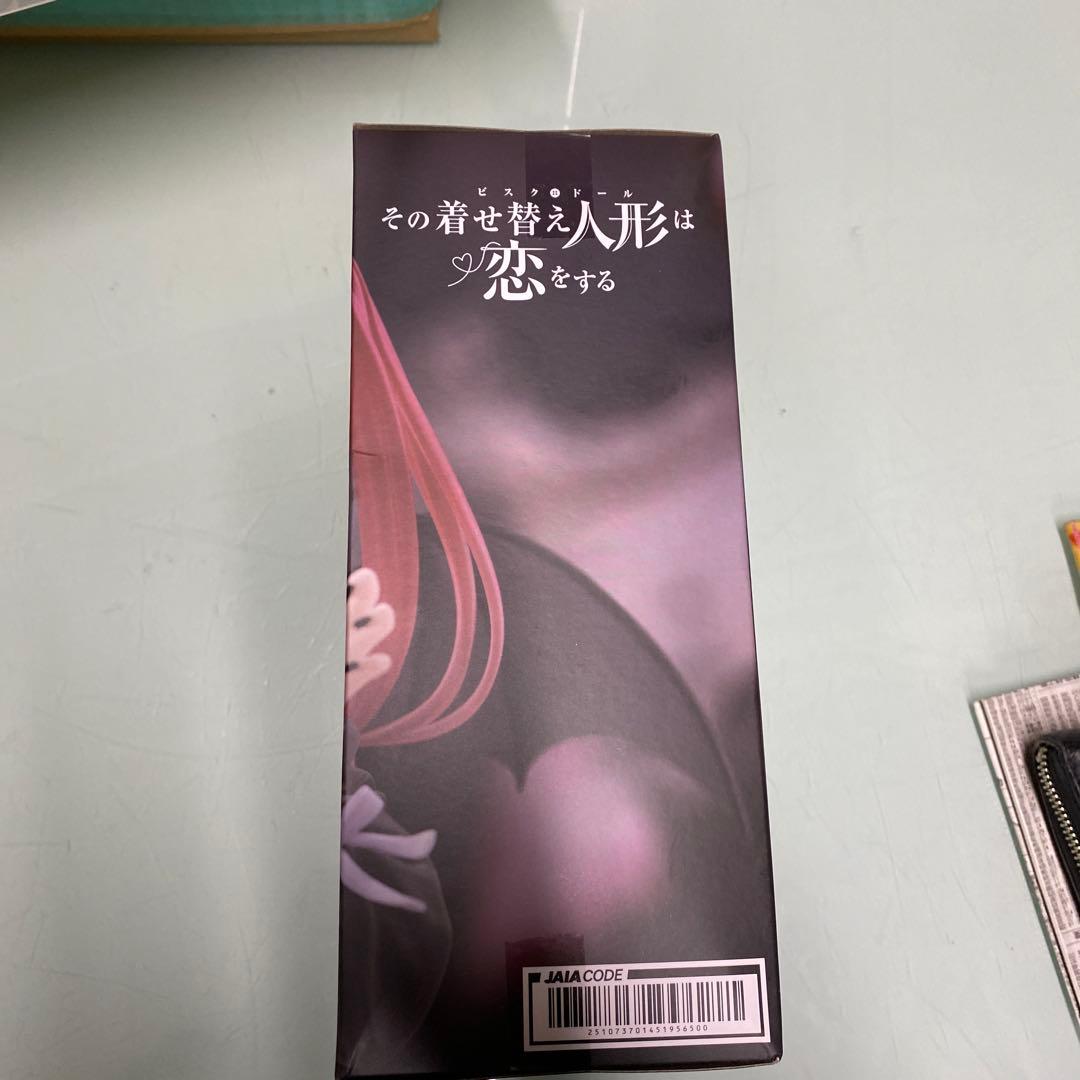 ビスク・ドール
その着せ替え人形は
恋をする
JAIA CODE
251073701451956500